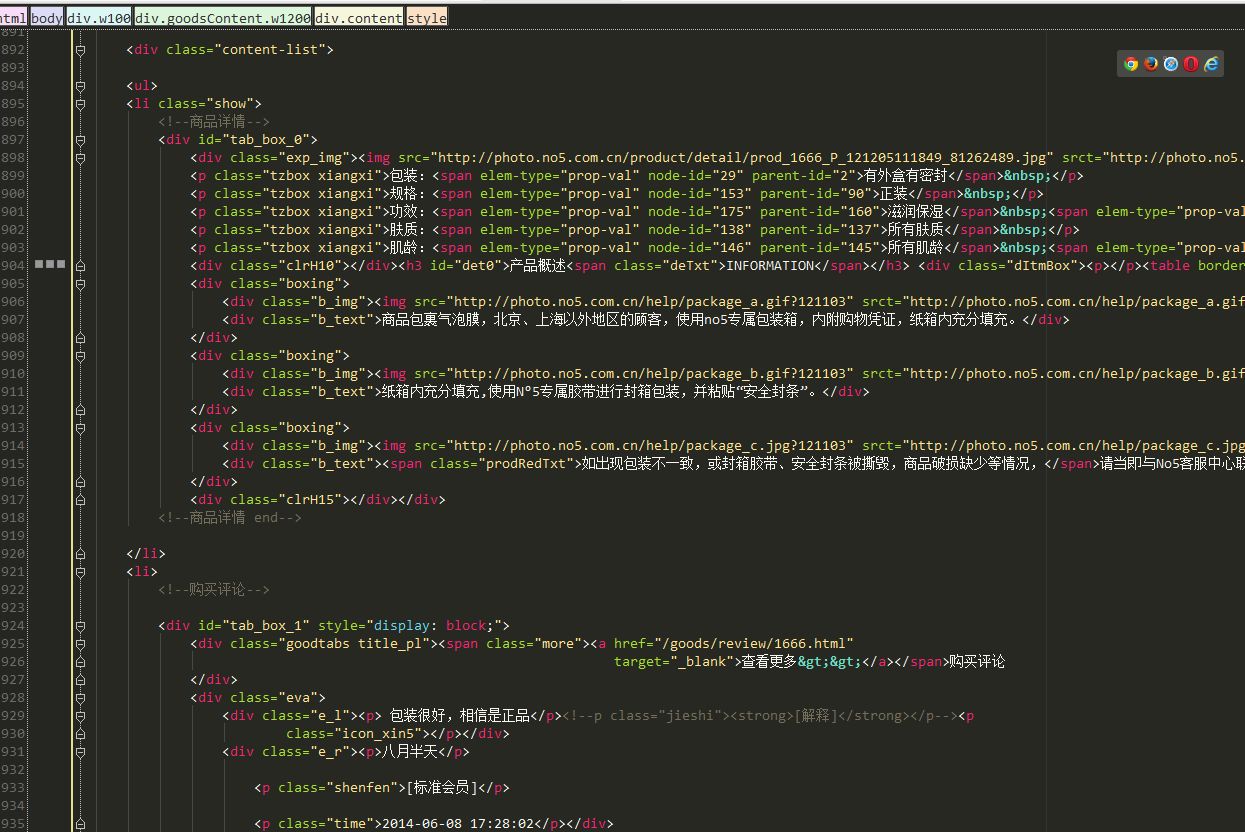 html body div.w100 div.goodsContent.w1200 div.content style
891
892 <div class="content-list">
893
894 <ul>
895 <li class="show">
896 <!--商品详情-->
897 <div id="tab_box_0">
898 <div class="exp_img"><img src="http://photo.no5.com.cn/product/detail/prod_1666_P_121205111849_81262489.jpg" srct="http://photo.no5.
899 <p class="tzbox xiangxi">包装：<span elem-type="prop-val" node-id="29" parent-id="2">有外盒有密封</span>&nbsp;</p>
900 <p class="tzbox xiangxi">规格：<span elem-type="prop-val" node-id="153" parent-id="90">正装</span>&nbsp;</p>
901 <p class="tzbox xiangxi">功效：<span elem-type="prop-val" node-id="175" parent-id="160">滋润保湿</span>&nbsp;<span elem-type="prop-val
902 <p class="tzbox xiangxi">肤质：<span elem-type="prop-val" node-id="138" parent-id="137">所有肤质</span>&nbsp;</p>
903 <p class="tzbox xiangxi">肌龄：<span elem-type="prop-val" node-id="146" parent-id="145">所有肌龄</span>&nbsp;<span elem-type="prop-val
904 <div class="clrH10"></div><h3 id="det0">产品概述<span class="deTxt">INFORMATION</span></h3> <div class="dItmBox"><p></p><table border
905 <div class="boxing">
906 <div class="b_img"><img src="http://photo.no5.com.cn/help/package_a.gif?121103" srct="http://photo.no5.com.cn/help/package_a.gif
907 <div class="b_text">商品包裹气泡膜，北京、上海以外地区的顾客，使用no5专属包装箱，内附购物凭证，纸箱内充分填充。</div>
908 </div>
909 <div class="boxing">
910 <div class="b_img"><img src="http://photo.no5.com.cn/help/package_b.gif?121103" srct="http://photo.no5.com.cn/help/package_b.gif
911 <div class="b_text">纸箱内充分填充,使用N°5专属胶带进行封箱包装，并粘贴“安全封条”。</div>
912 </div>
913 <div class="boxing">
914 <div class="b_img"><img src="http://photo.no5.com.cn/help/package_c.jpg?121103" srct="http://photo.no5.com.cn/help/package_c.jpg
915 <div class="b_text"><span class="prodRedTxt">如出现包装不一致，或封箱胶带、安全封条被撕毁，商品破损缺少等情况，</span>请当即与No5客服中心联
916 </div>
917 <div class="clrH15"></div></div>
918 <!--商品详情 end-->
919
920 </li>
921 <li>
922 <!--购买评论-->
923
924 <div id="tab_box_1" style="display: block;">
925 <div class="goodtabs title_pl"><span class="more"><a href="/goods/review/1666.html"
926 target="_blank">查看更多&gt;&gt;</a></span>购买评论
927 </div>
928 <div class="eva">
929 <div class="e_l"><p> 包装很好，相信是正品</p><!--p class="jieshi"><strong>[解释]</strong></p--><p
930 class="icon_xin5"></p></div>
931 <div class="e_r"><p>八月半天</p>
932
933 <p class="shenfen">[标准会员]</p>
934
935 <p class="time">2014-06-08 17:28:02</p></div>